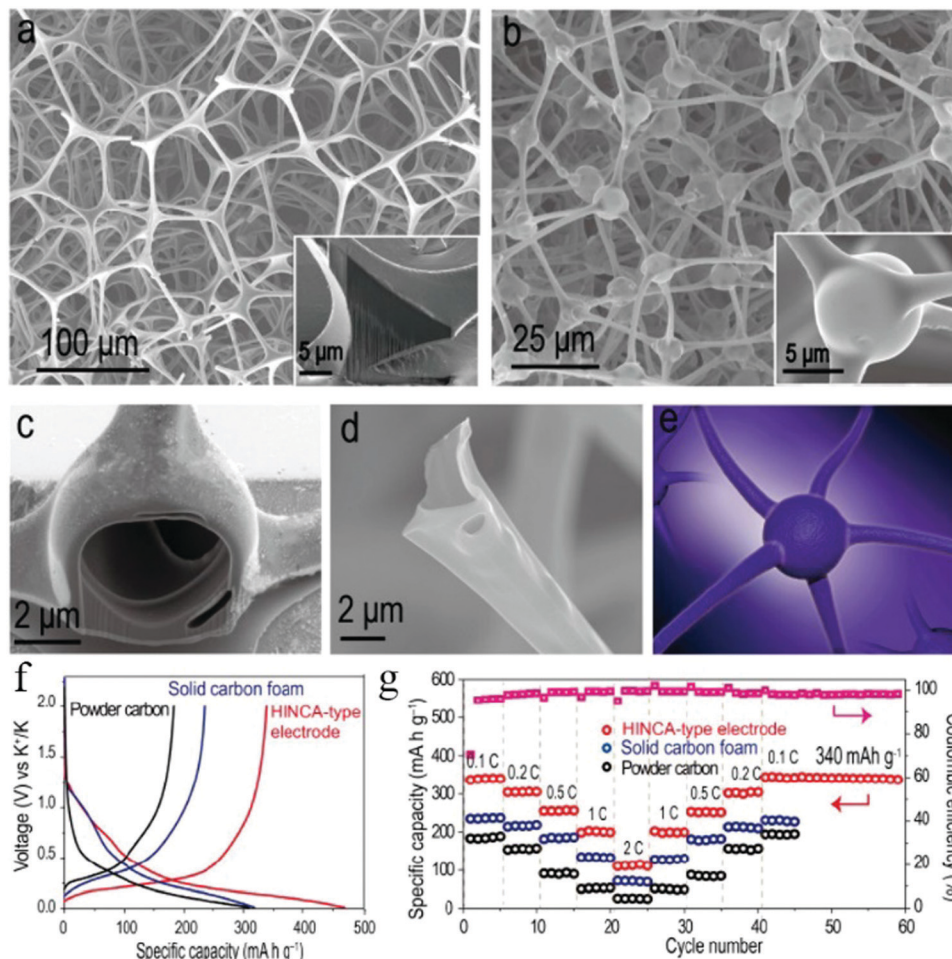 a
b
100 μm
5 μm
25 μm
5 μm
c
d
e
2 μm
2 μm
f
g
2.0
1.5
1.0
0.5
0.0
Voltage (V) vs K⁺/K
Solid carbon foam
Powder carbon
HINCA-type
electrode
0
100
200
300
400
500
Specific capacity (mA h g⁻¹)
600
500
400
300
200
100
0
Specific capacity (mA h g⁻¹)
HINCA-type electrode
Solid carbon foam
Powder carbon
0.1 C
0.2 C
0.5 C
1 C
2 C
1 C
0.5 C
0.2 C
0.1 C
340 mAh g⁻¹
100
80
60
40
20
0
0
10
20
30
40
50
60
Cycle number